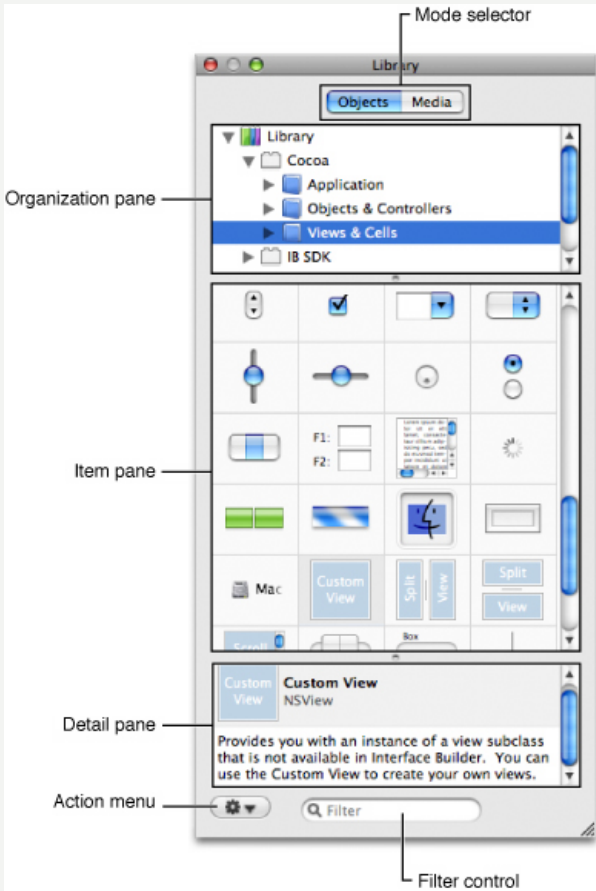 Mode selector
Library
Objects Media
Library
Cocoa
Organization pane
Application
Objects & Controllers
Views & Cells
IB SDK
F1:
F2:
Item pane
Mac
Custom
View
Split
View
Split
View
Scroll
Box
Custom
View
Custom View
NSView
Detail pane
Provides you with an instance of a view subclass
that is not available in Interface Builder. You can
use the Custom View to create your own views.
Action menu
Filter
Filter control